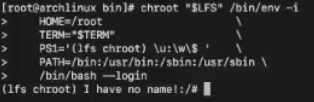 [root@archlinux bin]# chroot "$LFS" /bin/env -i \
> HOME=/root \
> TERM="$TERM" \
> PS1='(lfs chroot) \u:\w\$ ' \
> PATH=/bin:/usr/bin:/sbin:/usr/sbin \
> /bin/bash --login
(lfs chroot) I have no name!:/#